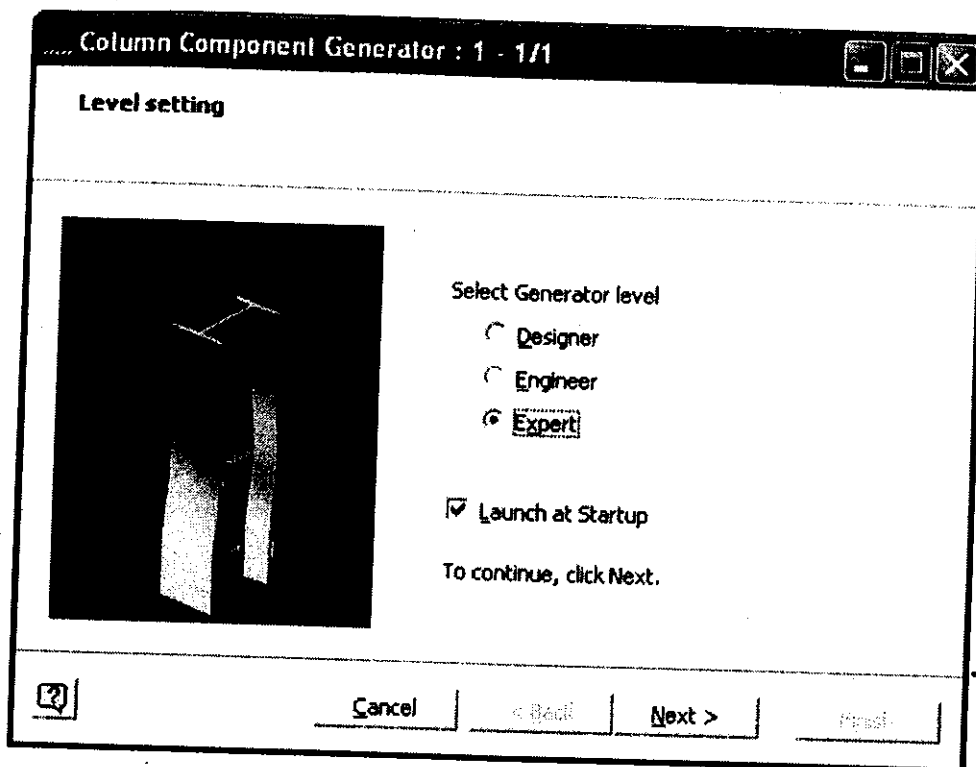 Column Component Generator : 1 - 1/1
Level setting
Select Generator level
Designer
Engineer
Expert
Launch at Startup
To continue, click Next.
Cancel
< Back
Next >
Finish